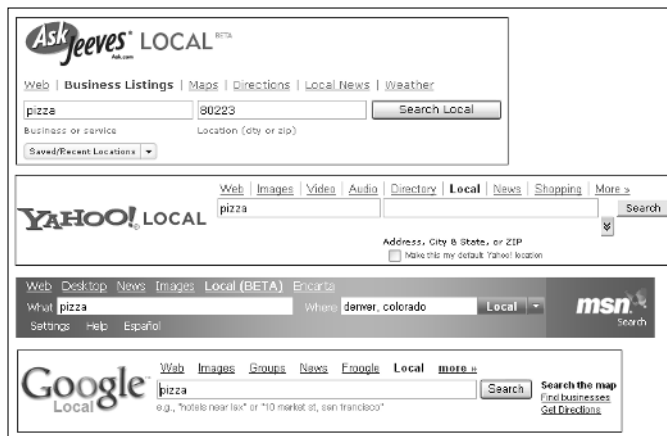 Ask Jeeves LOCAL BETA
Ask.com
Web | Business Listings | Maps | Directions | Local News | Weather
pizza 80223 Search Local
Business or service Location (city or zip)
Saved/Recent Locations
Web | Images | Video | Audio | Directory | Local | News | Shopping | More »
YAHOO! LOCAL pizza Search
Address, City & State, or ZIP
Make this my default Yahoo! location
Web Desktop News Images Local (BETA) Encarta
What pizza Where denver, colorado Local msn
Settings Help Español Search
Web Images Groups News Froogle Local more »
Google Local pizza Search
e.g., "hotels near lax" or "10 market st, san francisco"
Search the map
Find businesses
Get Directions